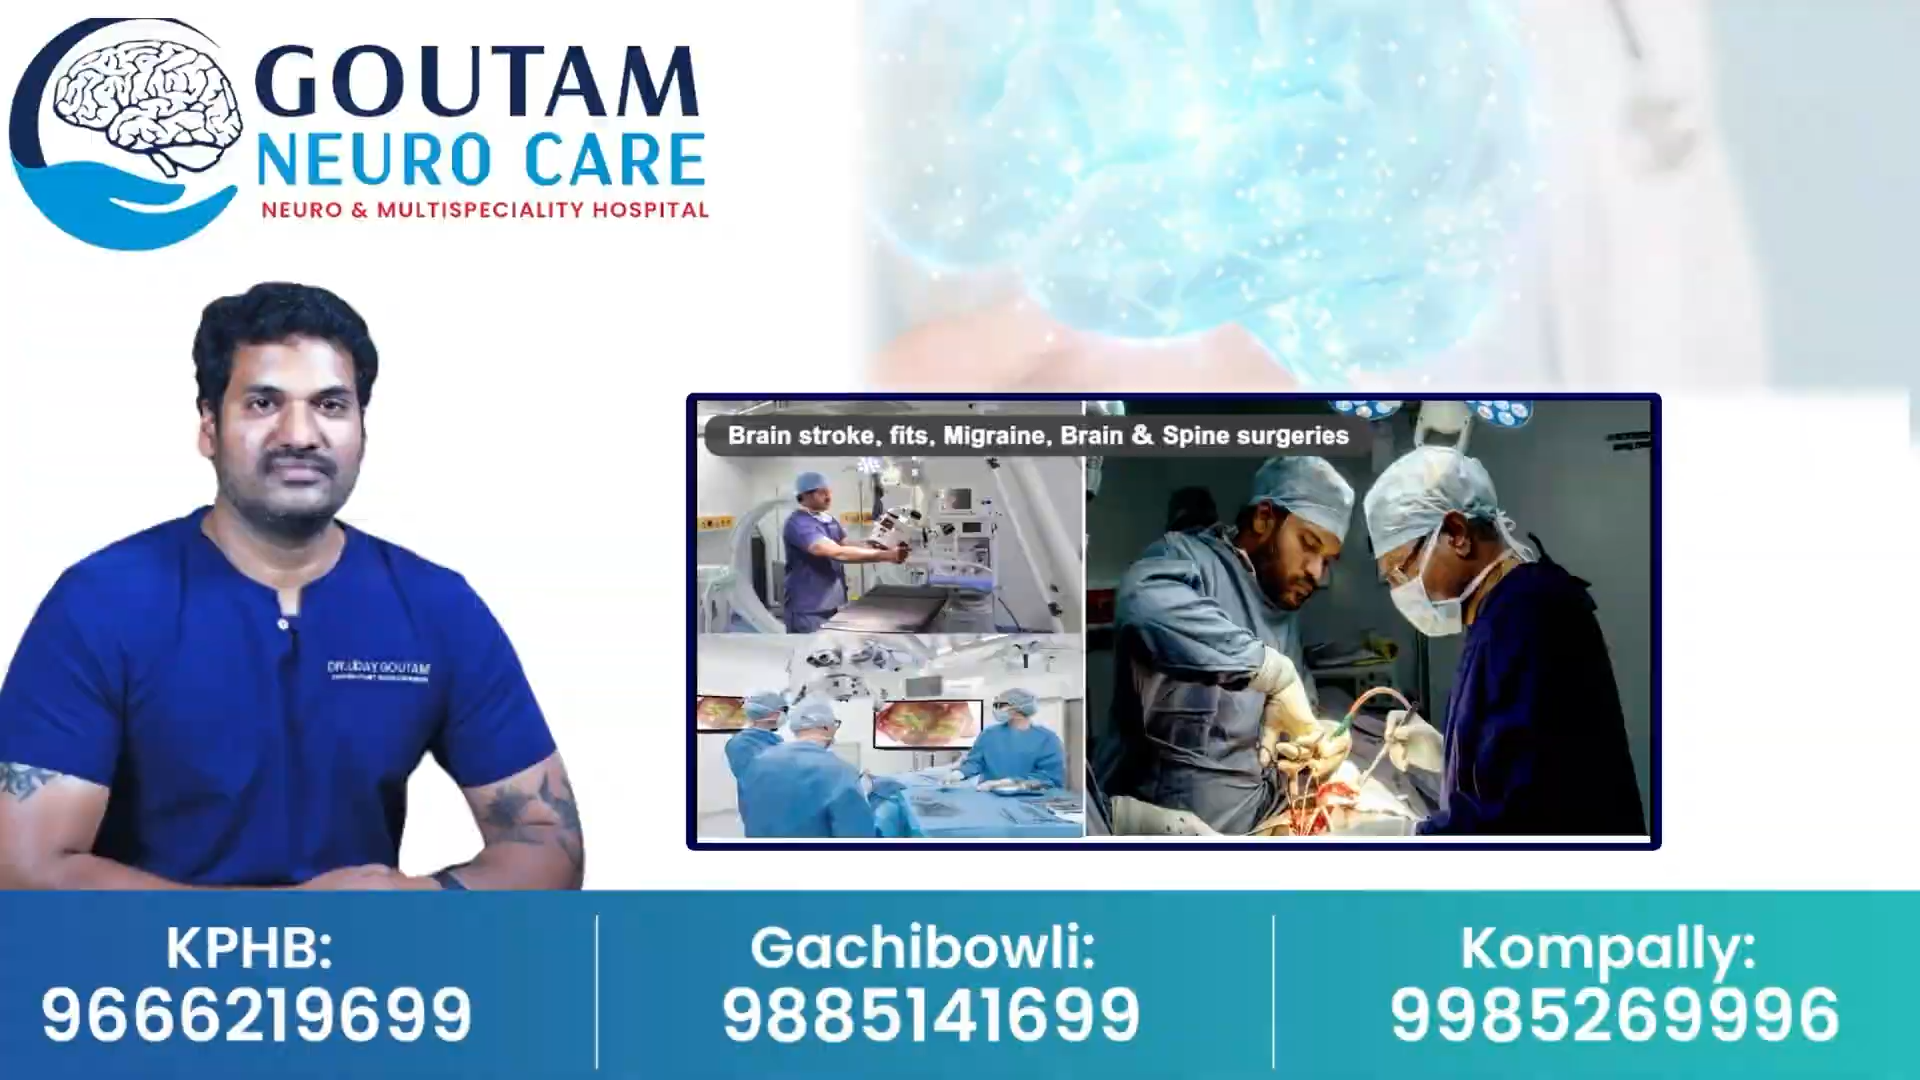 GOUTAM
NEURO CARE
NEURO & MULTISPECIALITY HOSPITAL
Brain stroke, fits, Migraine, Brain & Spine surgeries
DR.UDAY GOUTAM
KPHB:
9666219699
Gachibowli:
9885141699
Kompally:
9985269996